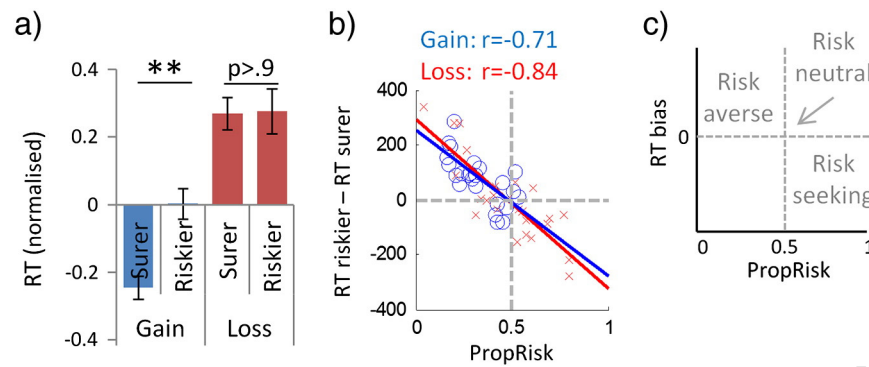 a)
**
p>.9
0.4
0.2
0
-0.2
0.4
RT (normalised)
Surer
Riskier
Surer
Riskier
Gain
Loss
b)
Gain: r=-0.71
Loss: r=-0.84
400
200
0
-200
-400
RT riskier – RT surer
0
0.5
1
PropRisk
c)
Risk
averse
Risk
neutral
Risk
seeking
RT bias
0
0
0.5
1
PropRisk